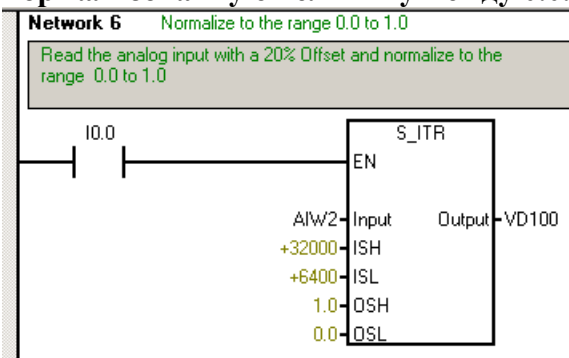 Network 6 Normalize to the range 0.0 to 1.0
Read the analog input with a 20% Offset and normalize to the
range 0.0 to 1.0
I0.0
S_ITR
EN
AIW2 Input Output VD100
+32000 ISH
+6400 ISL
1.0 OSH
0.0 OSL